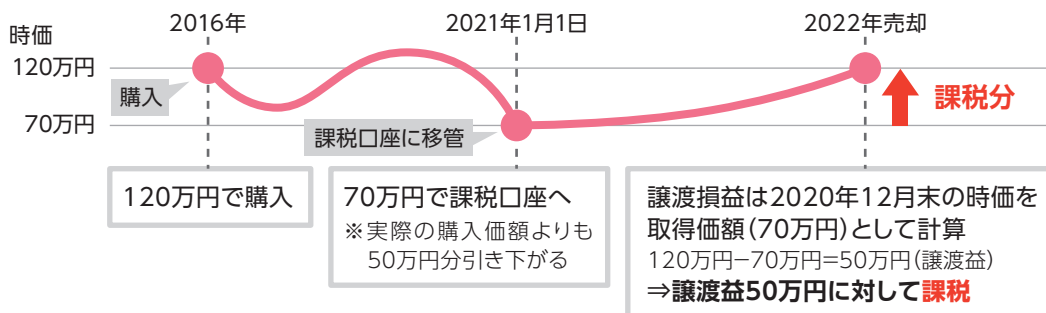 2016年
2021年1月1日
2022年売却
時価
120万円
購入
課税分
70万円
課税口座に移管
120万円で購入
70万円で課税口座へ
※実際の購入価額よりも
50万円分引き下がる
譲渡損益は2020年12月末の時価を
取得価額（70万円）として計算
120万円−70万円＝50万円（譲渡益）
⇒譲渡益50万円に対して課税